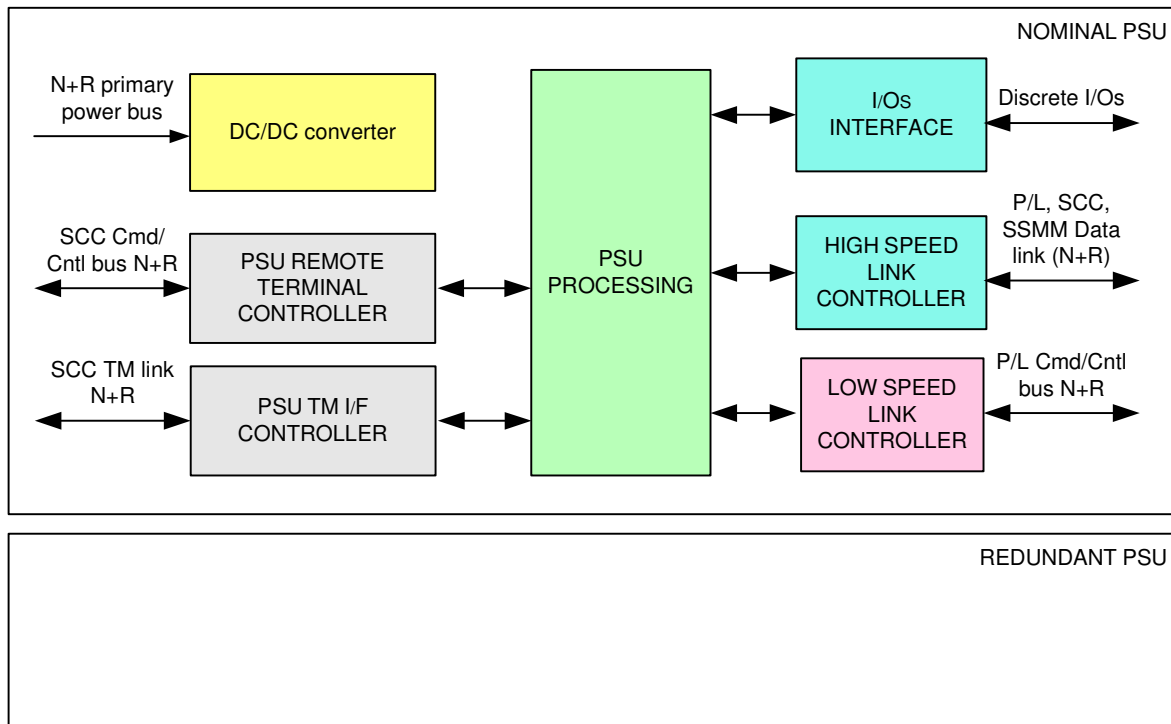 NOMINAL PSU
N+R primary
power bus
DC/DC converter
SCC Cmd/
Cntl bus N+R
PSU REMOTE
TERMINAL
CONTROLLER
SCC TM link
N+R
PSU TM I/F
CONTROLLER
PSU
PROCESSING
I/OS
INTERFACE
Discrete I/Os
HIGH SPEED
LINK
CONTROLLER
P/L, SCC,
SSMM Data
link (N+R)
LOW SPEED
LINK
CONTROLLER
P/L Cmd/Cntl
bus N+R
REDUNDANT PSU